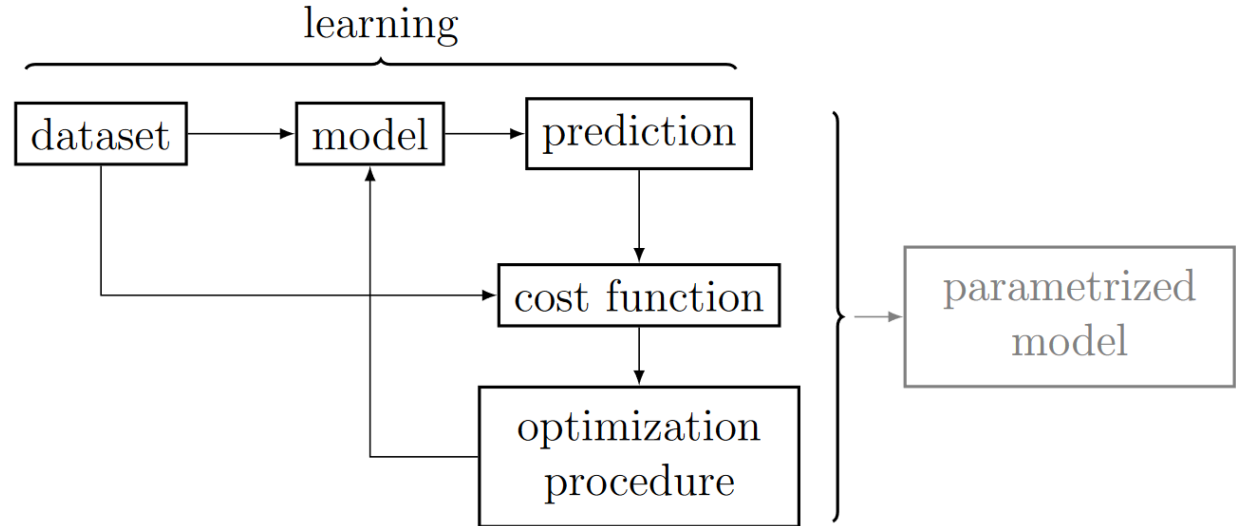 learning
dataset
model
prediction
cost function
optimization
procedure
parametrized
model